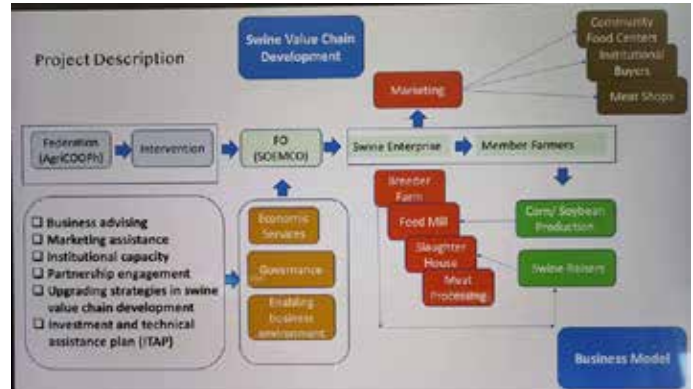 Project Description
Swine Value Chain
Development
Community
Food Centers
Institutional
Buyers
Meat Shops
Marketing
Federation
(AgriCOOPh)
Intervention
FO
(SOEMCO)
Swine Enterprise
Member Farmers
Breeder
Farm
Feed Mill
Slaughter
House
Meat
Processing
Corn/ Soybean
Production
Swine Raisers
Business advising
Marketing assistance
Institutional capacity
Partnership engagement
Upgrading strategies in swine
value chain development
Investment and technical
assistance plan (ITAP)
Economic
Services
Governance
Enabling
business
environment
Business Model